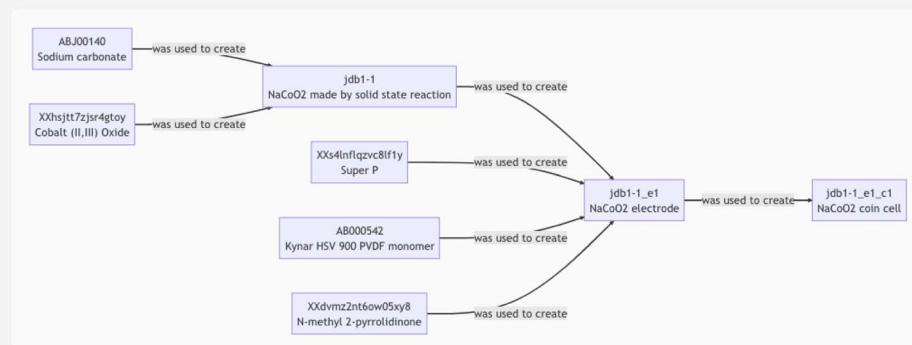 ABJ00140
Sodium carbonate
was used to create
jdb1-1
NaCoO2 made by solid state reaction
was used to create
XXhsjtt7zjsr4gtoy
Cobalt (II,III) Oxide
was used to create
XXs4lnflqzvc8lf1y
Super P
was used to create
jdb1-1_e1
NaCoO2 electrode
was used to create
jdb1-1_e1_c1
NaCoO2 coin cell
AB000542
Kynar HSV 900 PVDF monomer
was used to create
XXdvmz2nt6ow05xy8
N-methyl 2-pyrrolidinone
was used to create